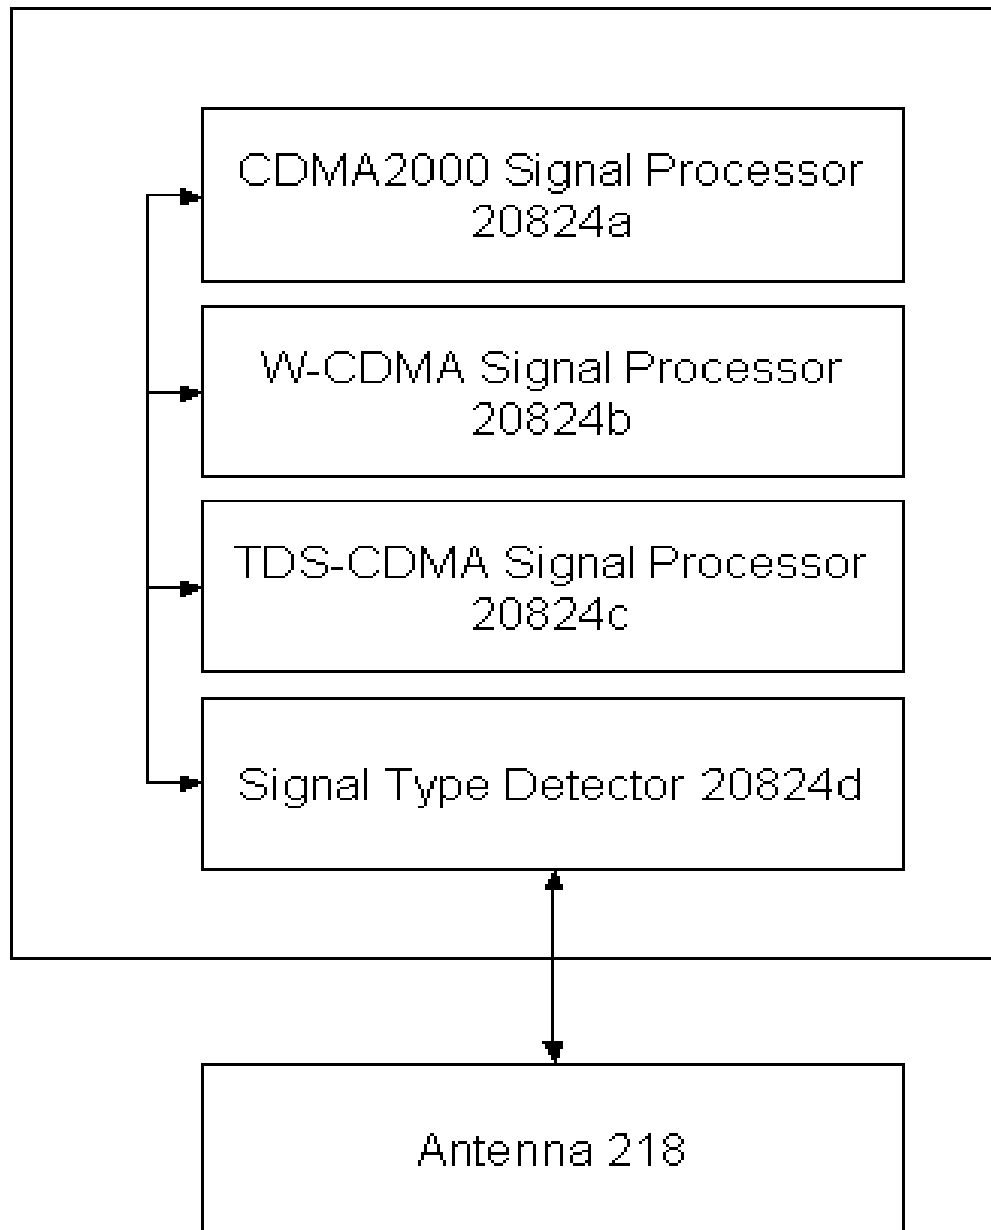 CDMA2000 Signal Processor
20824a
W-CDMA Signal Processor
20824b
TDS-CDMA Signal Processor
20824c
Signal Type Detector 20824d
Antenna 218